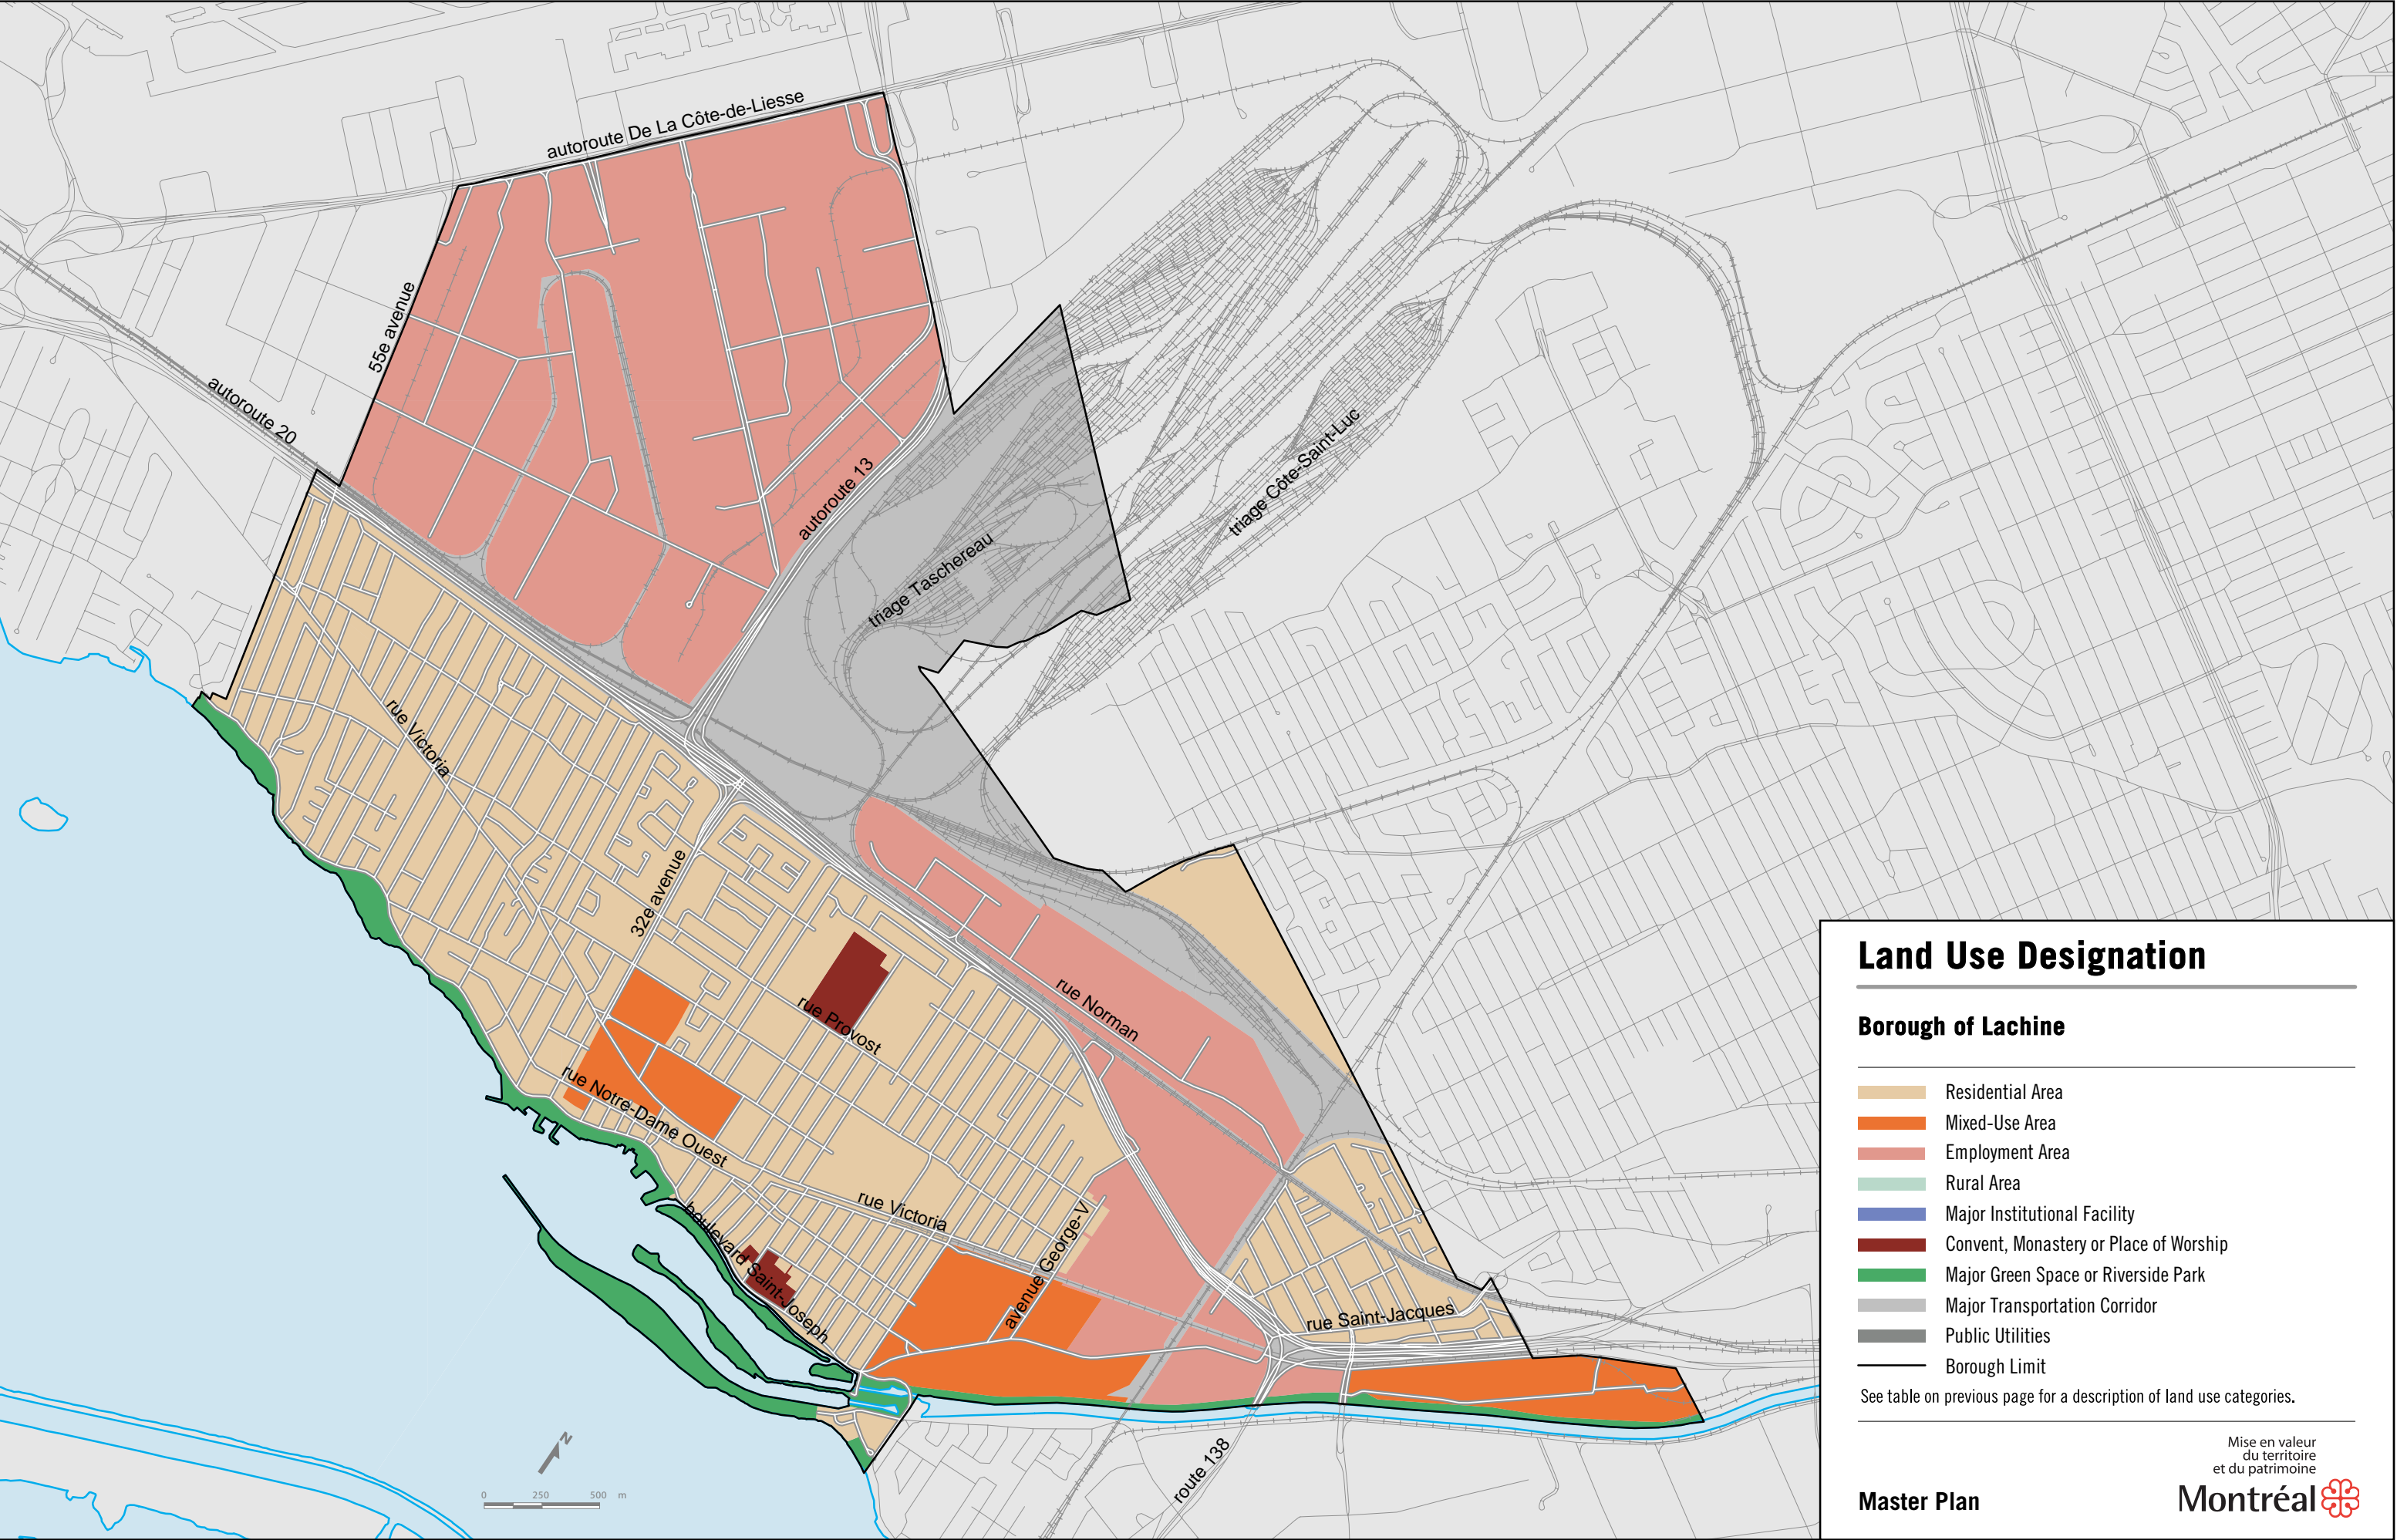 autoroute De La Côte-de-Liesse
55e avenue
autoroute 20
autoroute 13
triage Côte-Saint-Luc
triage Taschereau
rue Victoria
32e avenue
rue Norman
rue Provost
rue Notre-Dame Ouest
rue Victoria
boulevard Saint-Joseph
avenue George-V
rue Saint-Jacques
route 138
N
0 250 500 m
Land Use Designation
Borough of Lachine
Residential Area
Mixed-Use Area
Employment Area
Rural Area
Major Institutional Facility
Convent, Monastery or Place of Worship
Major Green Space or Riverside Park
Major Transportation Corridor
Public Utilities
Borough Limit
See table on previous page for a description of land use categories.
Mise en valeur
du territoire
et du patrimoine
Master Plan
Montréal